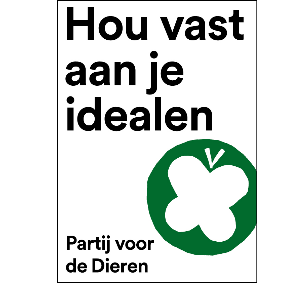 Hou vast
aan je
idealen
Partij voor
de Dieren